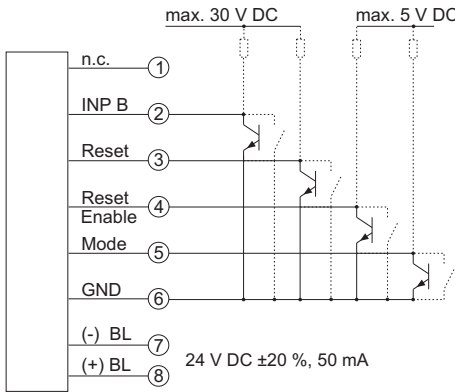 max. 30 V DC
max. 5 V DC
n.c.
1
INP B
2
Reset
3
Reset
Enable
4
Mode
5
GND
6
(-) BL
7
(+) BL
8
24 V DC ±20 %, 50 mA